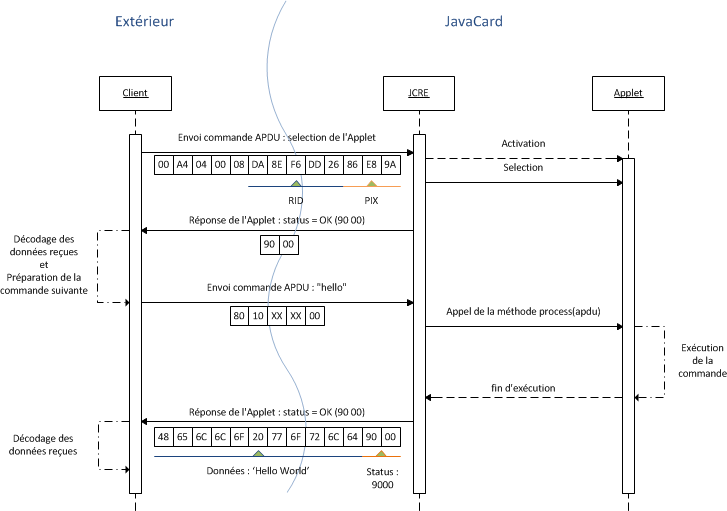 Extérieur
JavaCard
Client
JCRE
Applet
Envoi commande APDU : selection de l'Applet
00 A4 04 00 08 DA 8E F6 DD 26 86 E8 9A
RID
PIX
Activation
Selection
Réponse de l'Applet : status = OK (90 00)
90 00
Décodage des
données reçues
et
Préparation de la
commande suivante
Envoi commande APDU : "hello"
80 10 XX XX 00
Appel de la méthode process(apdu)
Exécution
de la
commande
fin d'exécution
Réponse de l'Applet : status = OK (90 00)
48 65 6C 6C 6F 20 77 6F 72 6C 64 90 00
Décodage des
données reçues
Données : 'Hello World'
Status :
9000